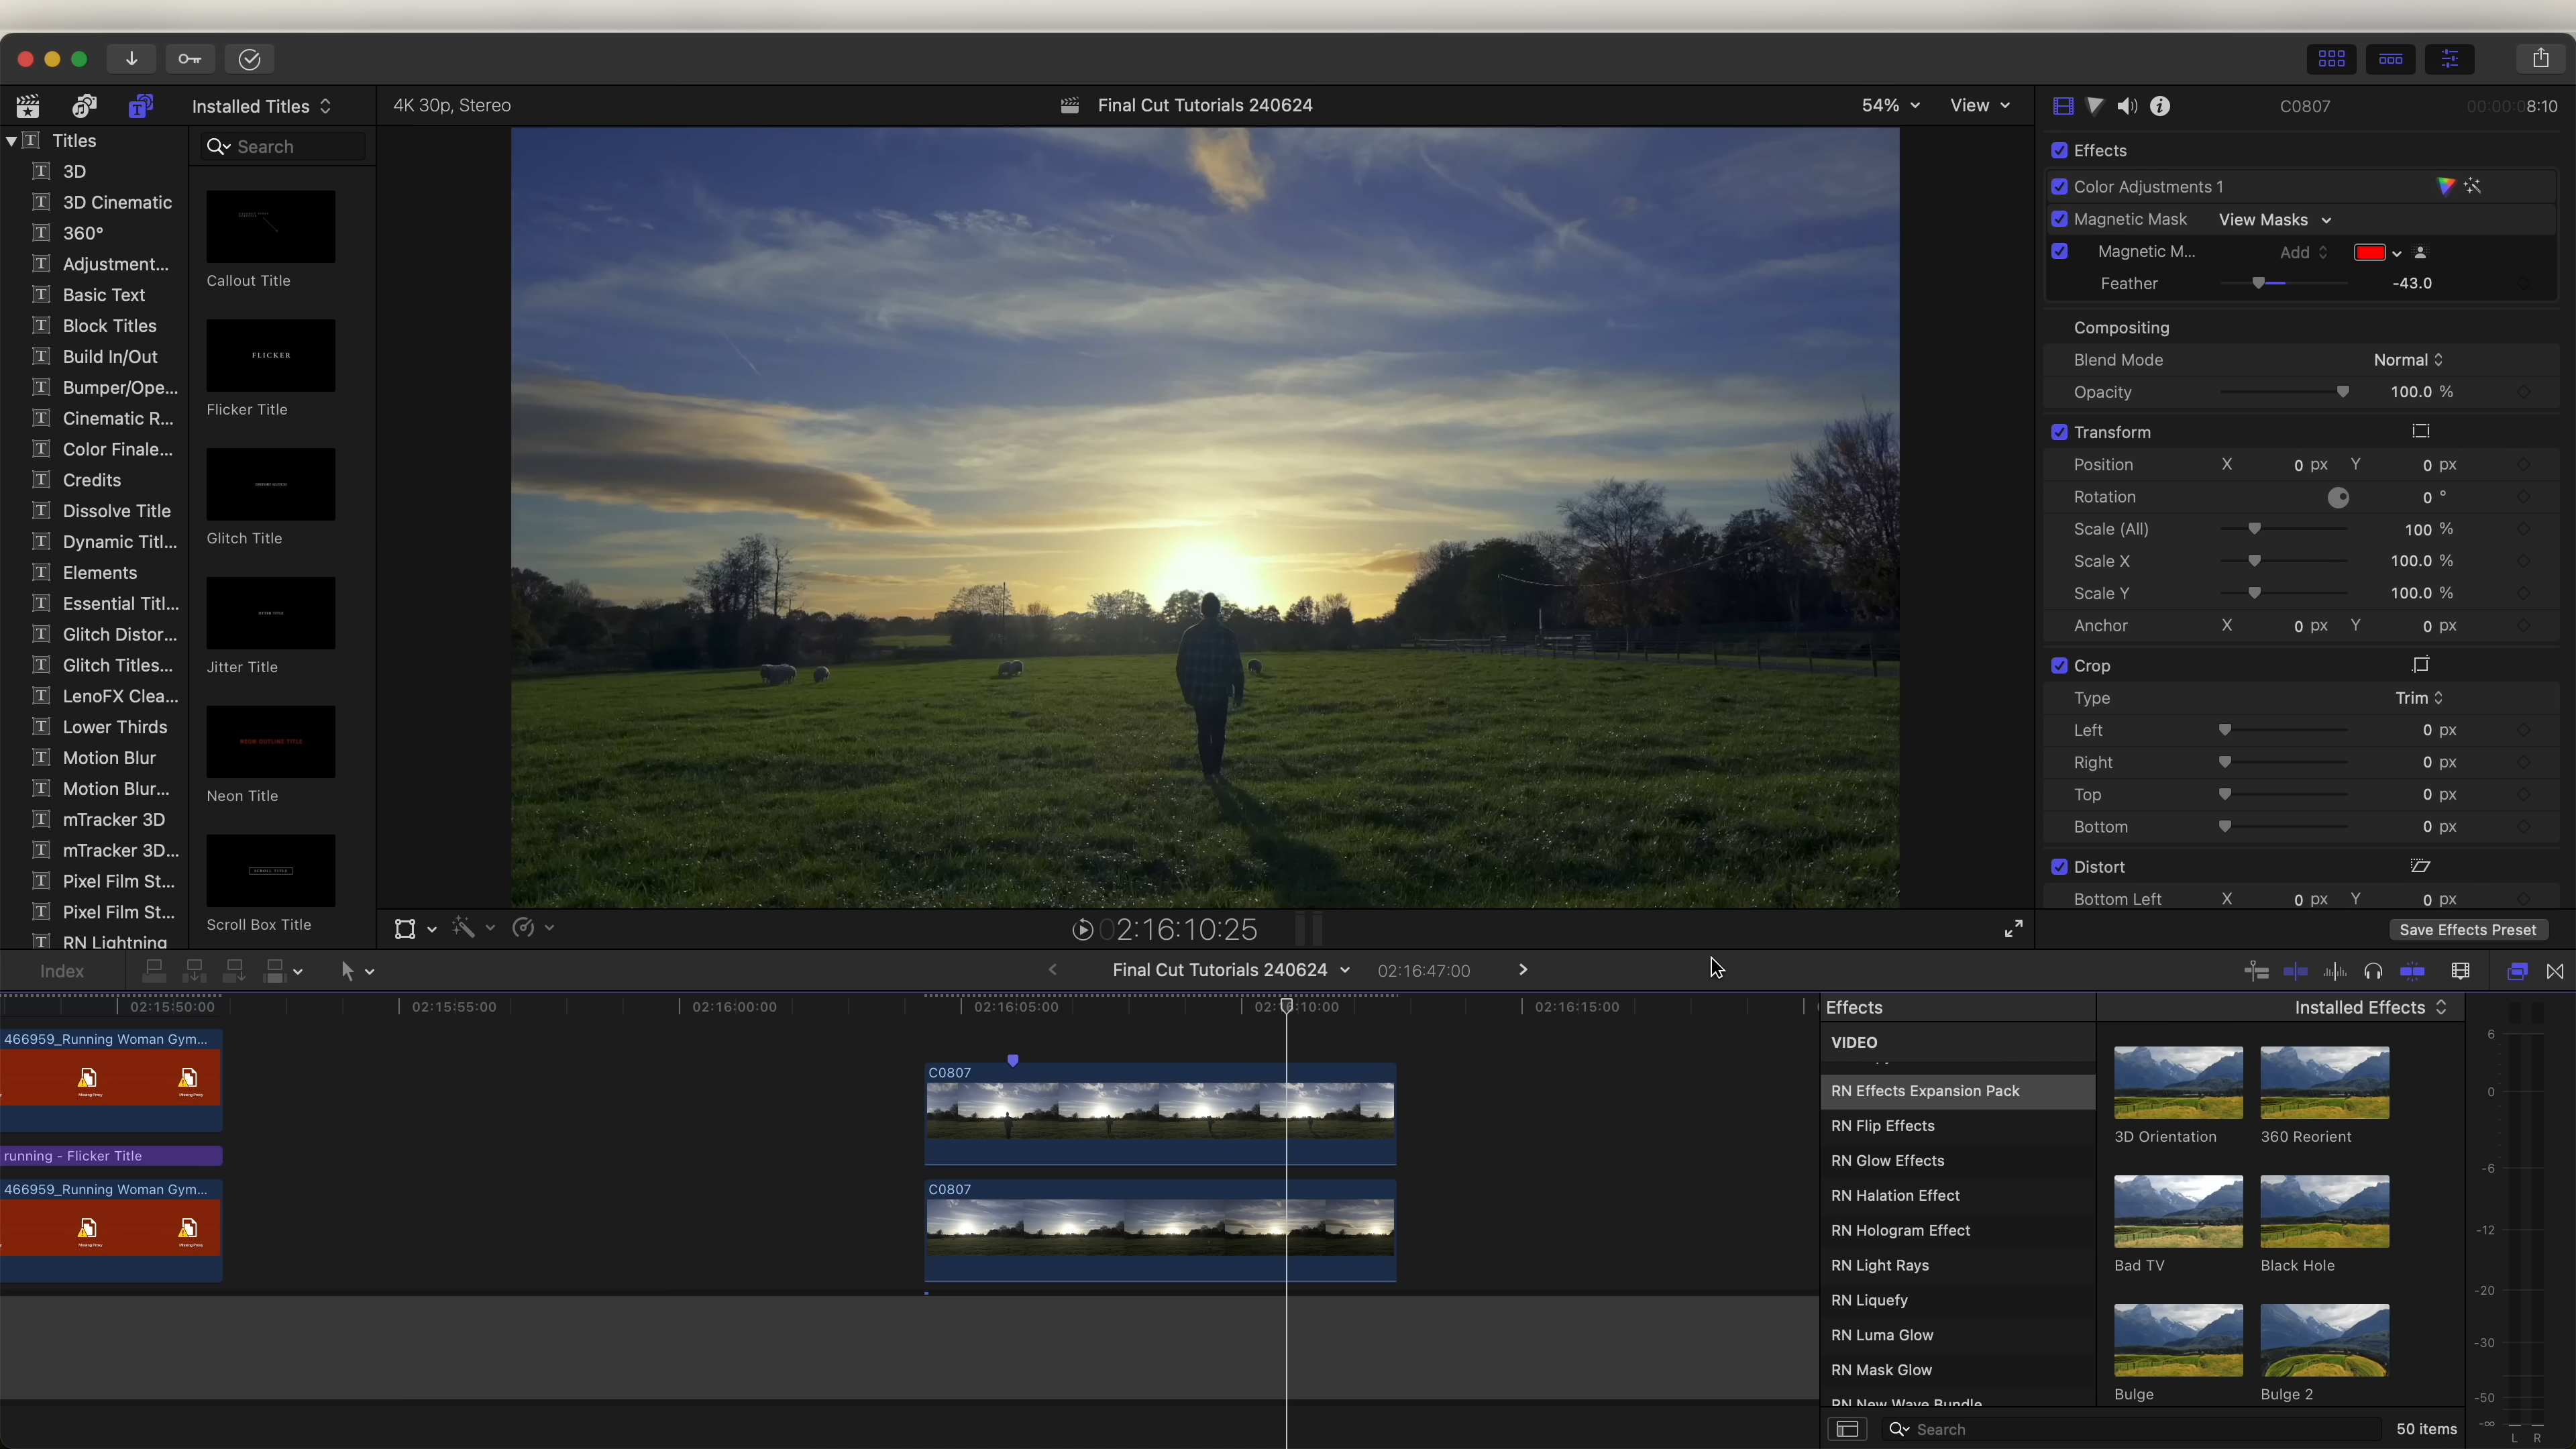 Installed Titles
4K 30p, Stereo
Final Cut Tutorials 240624
54%
View
C0807
00:00:08:10
Titles
3D
3D Cinematic
360°
Adjustment...
Basic Text
Block Titles
Build In/Out
Bumper/Ope...
Cinematic R...
Color Finale...
Credits
Dissolve Title
Dynamic Titl...
Elements
Essential Titl...
Glitch Distor...
Glitch Titles...
LenoFX Clea...
Lower Thirds
Motion Blur
Motion Blur...
mTracker 3D
mTracker 3D...
Pixel Film St...
Pixel Film St...
RN Lightning
Search
Callout Title
FLICKER
Flicker Title
Glitch Title
JITTER TITLE
Jitter Title
NEON OUTLINE TITLE
Neon Title
SCROLL TITLE
Scroll Box Title
Effects
Color Adjustments 1
Magnetic Mask View Masks
Magnetic M... Add
Feather -43.0
Compositing
Blend Mode Normal
Opacity 100.0 %
Transform
Position X 0 px Y 0 px
Rotation 0 °
Scale (All) 100 %
Scale X 100.0 %
Scale Y 100.0 %
Anchor X 0 px Y 0 px
Crop
Type Trim
Left 0 px
Right 0 px
Top 0 px
Bottom 0 px
Distort
Bottom Left X 0 px Y 0 px
Save Effects Preset
02:16:10:25
Index
Final Cut Tutorials 240624
02:16:47:00
02:15:50:00
02:15:55:00
02:16:00:00
02:16:05:00
02:16:10:00
02:16:15:00
466959_Running Woman Gym...
running - Flicker Title
466959_Running Woman Gym...
C0807
C0807
Effects
Installed Effects
VIDEO
RN Effects Expansion Pack
RN Flip Effects
RN Glow Effects
RN Halation Effect
RN Hologram Effect
RN Light Rays
RN Liquefy
RN Luma Glow
RN Mask Glow
RN New Wave Bundle
3D Orientation
360 Reorient
Bad TV
Black Hole
Bulge
Bulge 2
Search
50 items
6
0
-6
-12
-20
-30
-50
-∞
L R